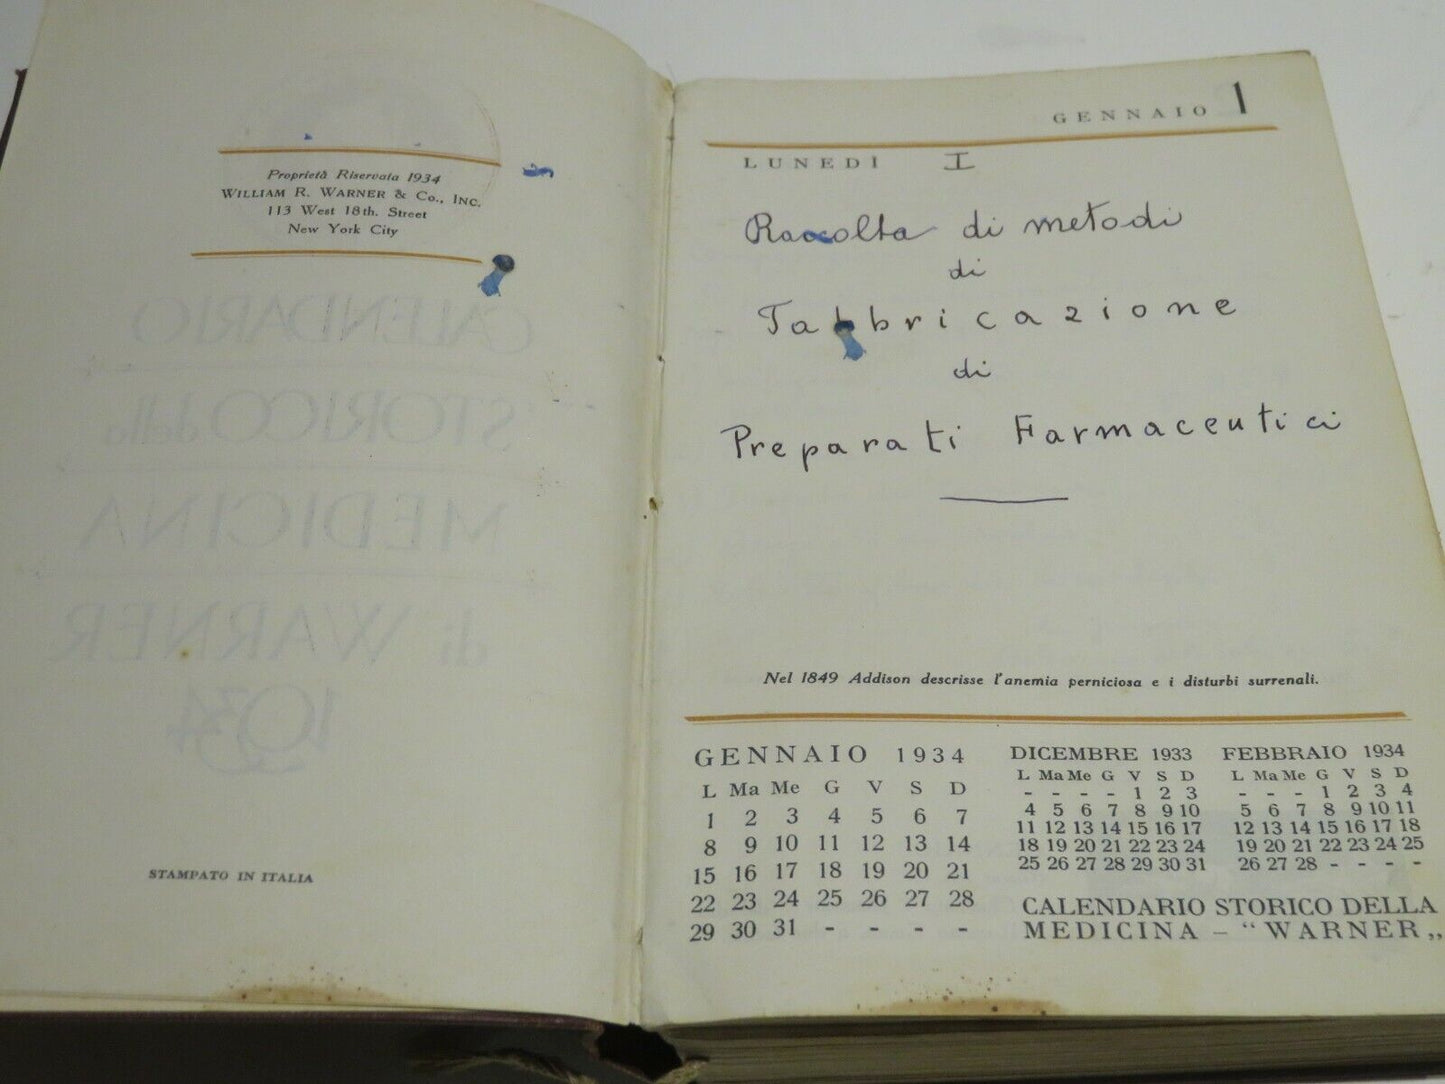 Proprietà Riservata 1934
WILLIAM R. WARNER & Co., INC.
113 West 18th. Street
New York City
CALENDARIO
STORICO della
MEDICINA
di WARNER
1934
STAMPATO IN ITALIA
GENNAIO 1
LUNEDÌ I
Raccolta di metodi
di
Fabbricazione
di
Preparati Farmaceutici
Nel 1849 Addison descrisse l'anemia perniciosa e i disturbi surrenali.
GENNAIO 1934
L Ma Me G V S D
1 2 3 4 5 6 7
8 9 10 11 12 13 14
15 16 17 18 19 20 21
22 23 24 25 26 27 28
29 30 31 - - - -
DICEMBRE 1933
L Ma Me G V S D
- - - - 1 2 3
4 5 6 7 8 9 10
11 12 13 14 15 16 17
18 19 20 21 22 23 24
25 26 27 28 29 30 31
FEBBRAIO 1934
L Ma Me G V S D
- - - 1 2 3 4
5 6 7 8 9 10 11
12 13 14 15 16 17 18
19 20 21 22 23 24 25
26 27 28 - - - -
CALENDARIO STORICO DELLA
MEDICINA - "WARNER„